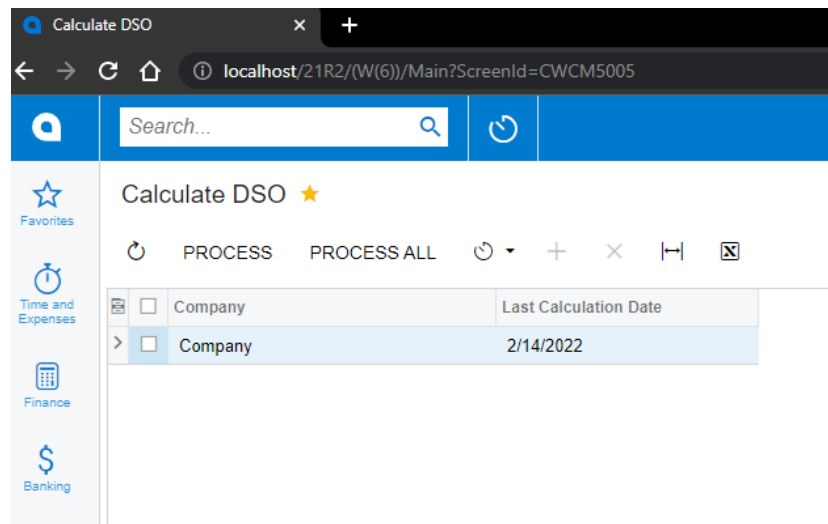 Calculate DSO
localhost/21R2/(W(6))/Main?ScreenId=CWCM5005
Search...
Favorites
Calculate DSO
PROCESS PROCESS ALL
Time and
Expenses
Company Last Calculation Date
Company 2/14/2022
Finance
Banking